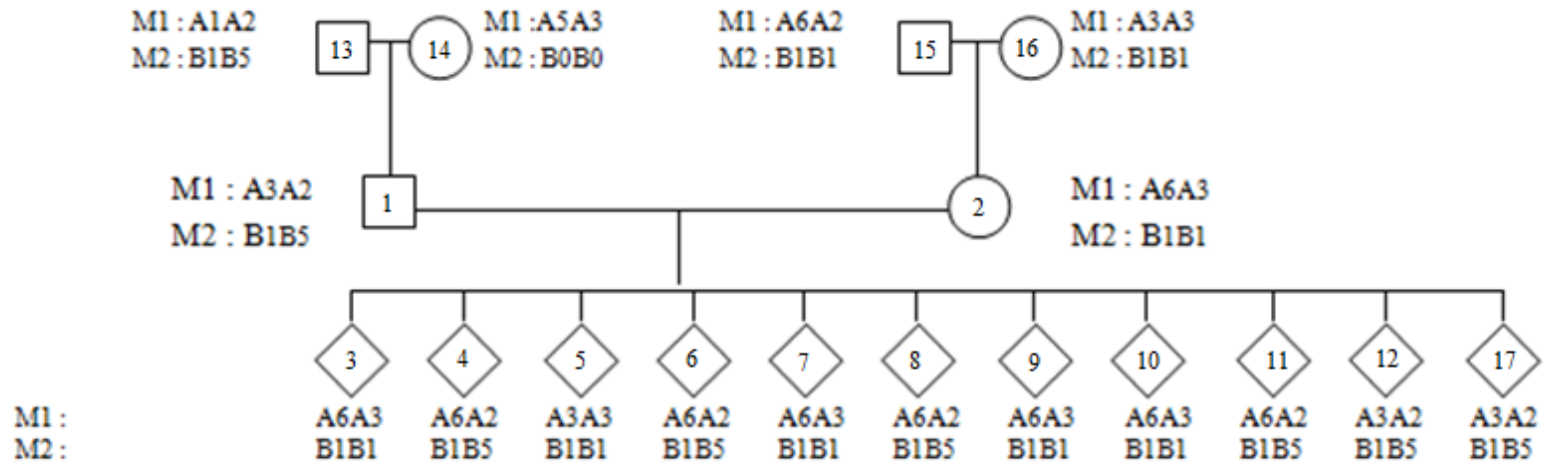 M1 : A1A2 M1 :A5A3 M1 : A6A2 M1 : A3A3
M2 : B1B5 13 14 M2 : B0B0 M2 : B1B1 15 16 M2 : B1B1
M1 : A3A2 M1 : A6A3
1 2
M2 : B1B5 M2 : B1B1
3 4 5 6 7 8 9 10 11 12 17
M1 : A6A3 A6A2 A3A3 A6A2 A6A3 A6A2 A6A3 A6A3 A6A2 A3A2 A3A2
M2 : B1B1 B1B5 B1B1 B1B5 B1B1 B1B5 B1B1 B1B1 B1B5 B1B5 B1B5